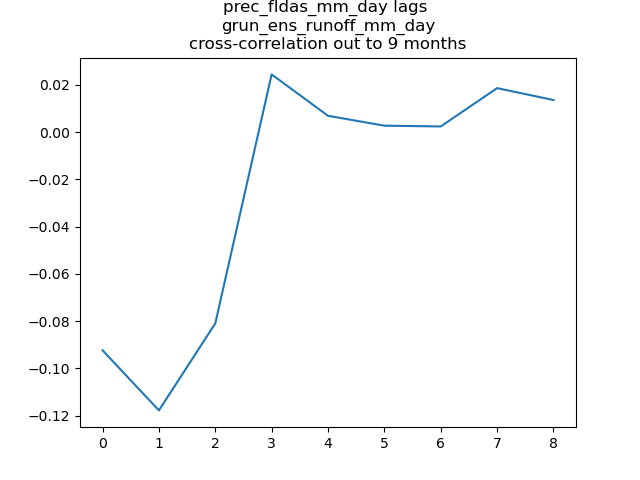 prec_fldas_mm_day lags
grun_ens_runoff_mm_day
cross-correlation out to 9 months
0.02
0.00
−0.02
−0.04
−0.06
−0.08
−0.10
−0.12
0 1 2 3 4 5 6 7 8